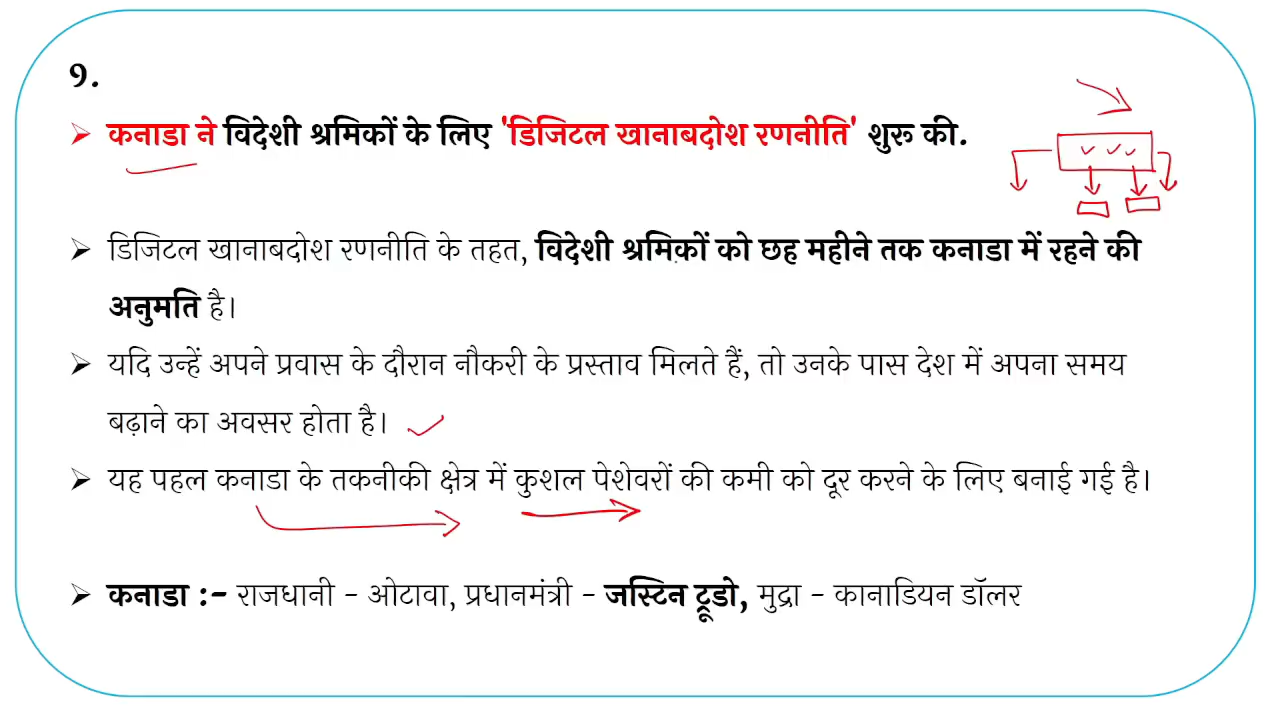 9.
➢ कनाडा ने विदेशी श्रमिकों के लिए 'डिजिटल खानाबदोश रणनीति' शुरू की.
➢ डिजिटल खानाबदोश रणनीति के तहत, विदेशी श्रमिकों को छह महीने तक कनाडा में रहने की
अनुमति है।
➢ यदि उन्हें अपने प्रवास के दौरान नौकरी के प्रस्ताव मिलते हैं, तो उनके पास देश में अपना समय
बढ़ाने का अवसर होता है।
➢ यह पहल कनाडा के तकनीकी क्षेत्र में कुशल पेशेवरों की कमी को दूर करने के लिए बनाई गई है।
➢ कनाडा :- राजधानी - ओटावा, प्रधानमंत्री - जस्टिन ट्रूडो, मुद्रा - कानाडियन डॉलर